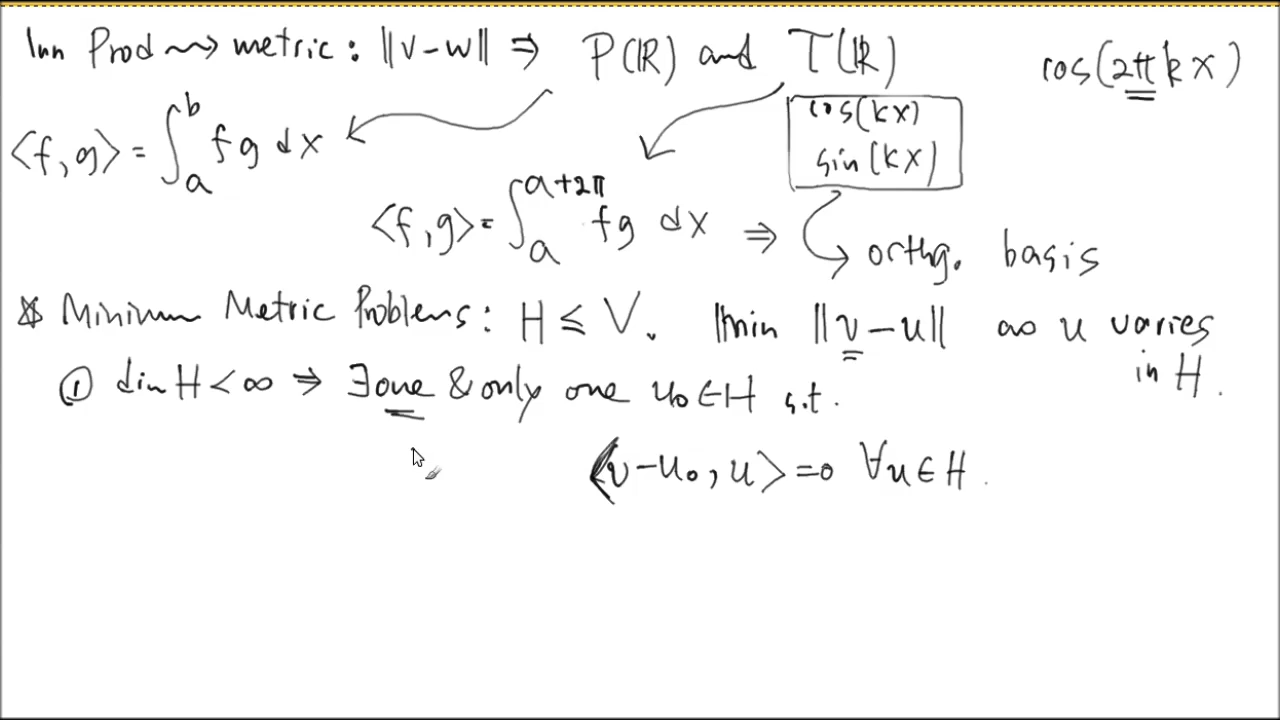 Inn Prod ⇝ metric : ‖v-w‖ ⇒ P(ℝ) and T(ℝ) cos(2πkx)
⟨f,g⟩ = ∫_a^b fg dx
cos(kx)
sin(kx)
⟨f,g⟩ = ∫_a^{a+2π} fg dx ⇒ orthg. basis
* Minimum Metric Problems : H ≤ V. min ‖v-u‖ as u varies in H.
① dim H < ∞ ⇒ ∃ one & only one u₀ ∈ H s.t.
⟨v-u₀, u⟩ = 0 ∀u ∈ H.